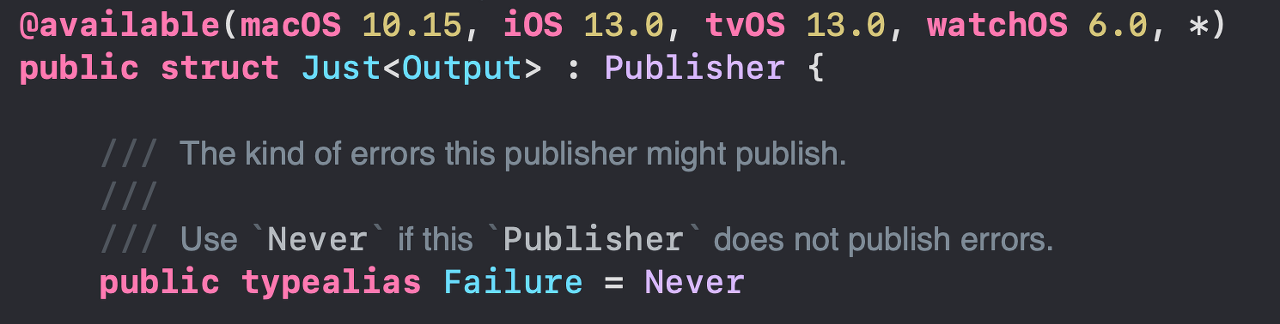 @available(macOS 10.15, iOS 13.0, tvOS 13.0, watchOS 6.0, *)
public struct Just<Output> : Publisher {
/// The kind of errors this publisher might publish.
///
/// Use `Never` if this `Publisher` does not publish errors.
public typealias Failure = Never